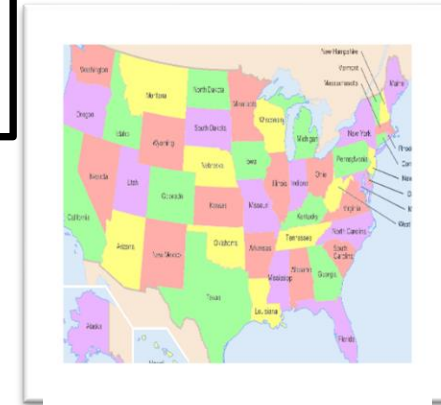 New Hampshire
Vermont
Massachusetts
Washington
Maine
Montana
North Dakota
Minnesota
Oregon
Idaho
Wyoming
South Dakota
Wisconsin
Michigan
New York
Nebraska
Iowa
Pennsylvania
Nevada
Utah
Colorado
Kansas
Missouri
Illinois
Indiana
Ohio
Virginia
California
Kentucky
Arizona
New Mexico
Oklahoma
Arkansas
Tennessee
North Carolina
South
Carolina
Mississippi
Alabama
Georgia
Texas
Louisiana
Florida
Alaska